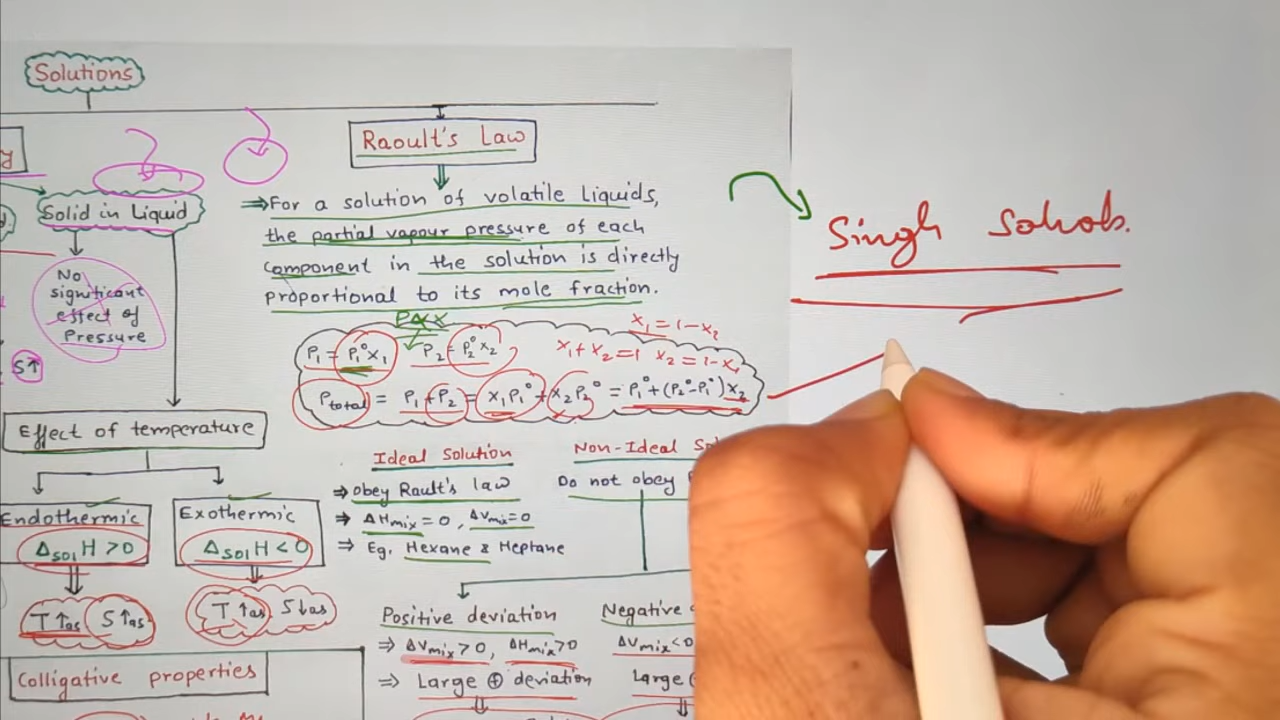 Solutions
Raoult's Law
Solid in Liquid
⇒ For a solution of volatile Liquids,
the partial vapour pressure of each
component in the solution is directly
proportional to its mole fraction.
Singh Sahab.
No
significant
effect of
Pressure
S↑
P∝x
x₁ = 1-x₂
P₁ = P₁°x₁ P₂ = P₂°x₂ x₁+x₂=1 x₂=1-x₁
Ptotal = P₁+P₂ = x₁P₁°+x₂P₂° = P₁°+(P₂°-P₁°)x₂
Effect of temperature
Ideal Solution
Non-Ideal
⇒ Obey Rault's law
Do not obey
⇒ ΔHmix=0, ΔVmix=0
⇒ Eg, Hexane & Heptane
Endothermic
Exothermic
ΔsolH>0
ΔsolH<0
T↑as S↑as
T↑as S↓as
Positive deviation
Negative
⇒ ΔVmix>0, ΔHmix>0
ΔVmix<0
⇒ Large ⊕ deviation
Large
Colligative properties